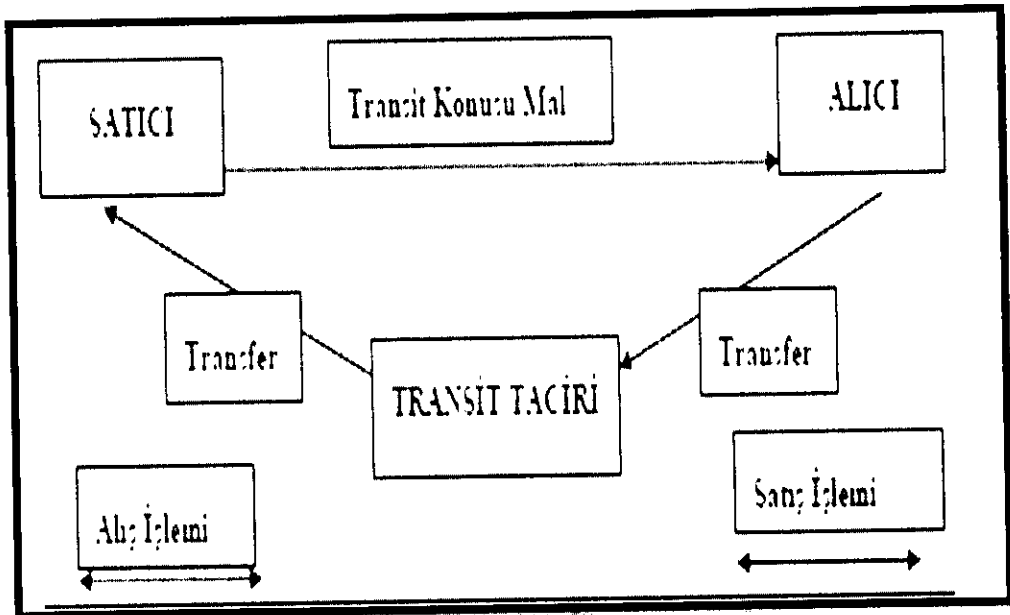 SATICI
Transit Konusu Mal
ALICI
Transfer
TRANSİT TACİRİ
Transfer
Alış İşlemi
Satış İşlemi